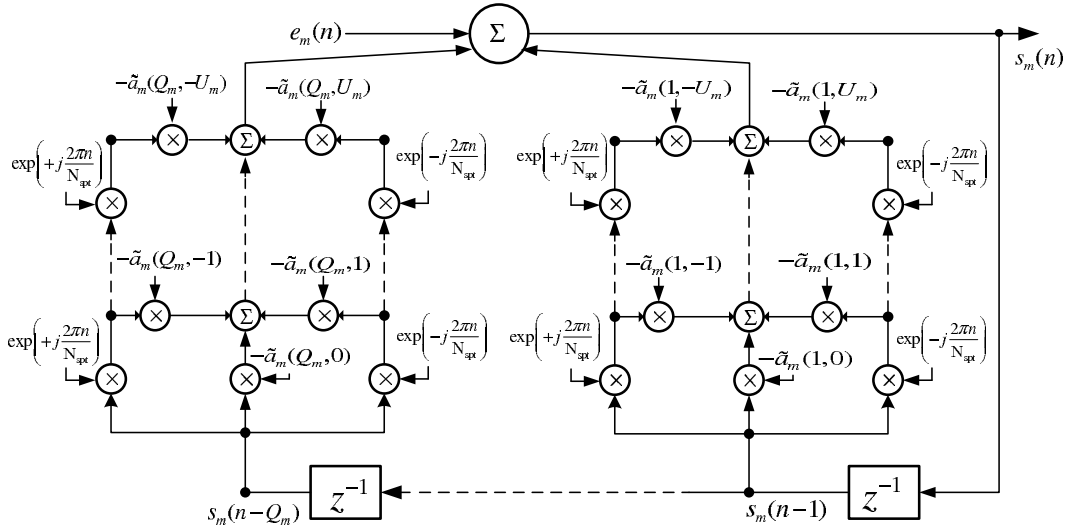 e_m(n)
Σ
s_m(n)
-ã_m(Q_m,-U_m)
-ã_m(Q_m,U_m)
-ã_m(1,-U_m)
-ã_m(1,U_m)
×
Σ
×
×
Σ
×
exp(+j 2πn/N_spt)
exp(-j 2πn/N_spt)
exp(+j 2πn/N_spt)
exp(-j 2πn/N_spt)
×
×
×
×
-ã_m(Q_m,-1)
-ã_m(Q_m,1)
-ã_m(1,-1)
-ã_m(1,1)
×
Σ
×
×
Σ
×
exp(+j 2πn/N_spt)
exp(-j 2πn/N_spt)
exp(+j 2πn/N_spt)
exp(-j 2πn/N_spt)
-ã_m(Q_m,0)
-ã_m(1,0)
×
×
×
×
×
×
s_m(n-Q_m)
z^{-1}
s_m(n-1)
z^{-1}